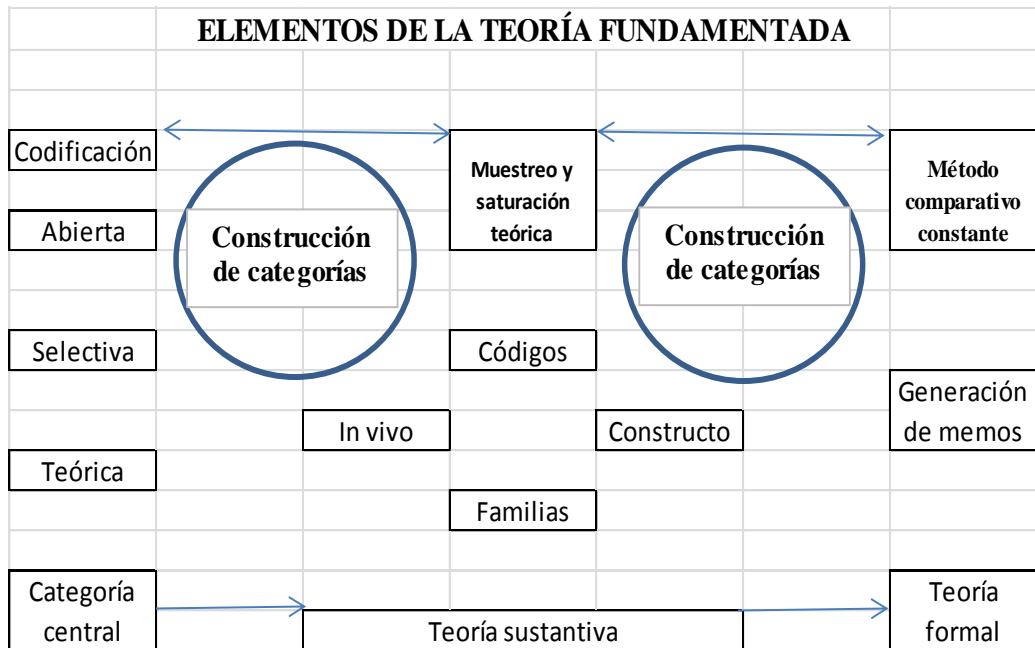 ELEMENTOS DE LA TEORÍA FUNDAMENTADA
Codificación
Abierta
Selectiva
Teórica
Categoría
central
Construcción
de categorías
Muestreo y
saturación
teórica
Códigos
In vivo
Constructo
Familias
Teoría sustantiva
Construcción
de categorías
Método
comparativo
constante
Generación
de memos
Teoría
formal